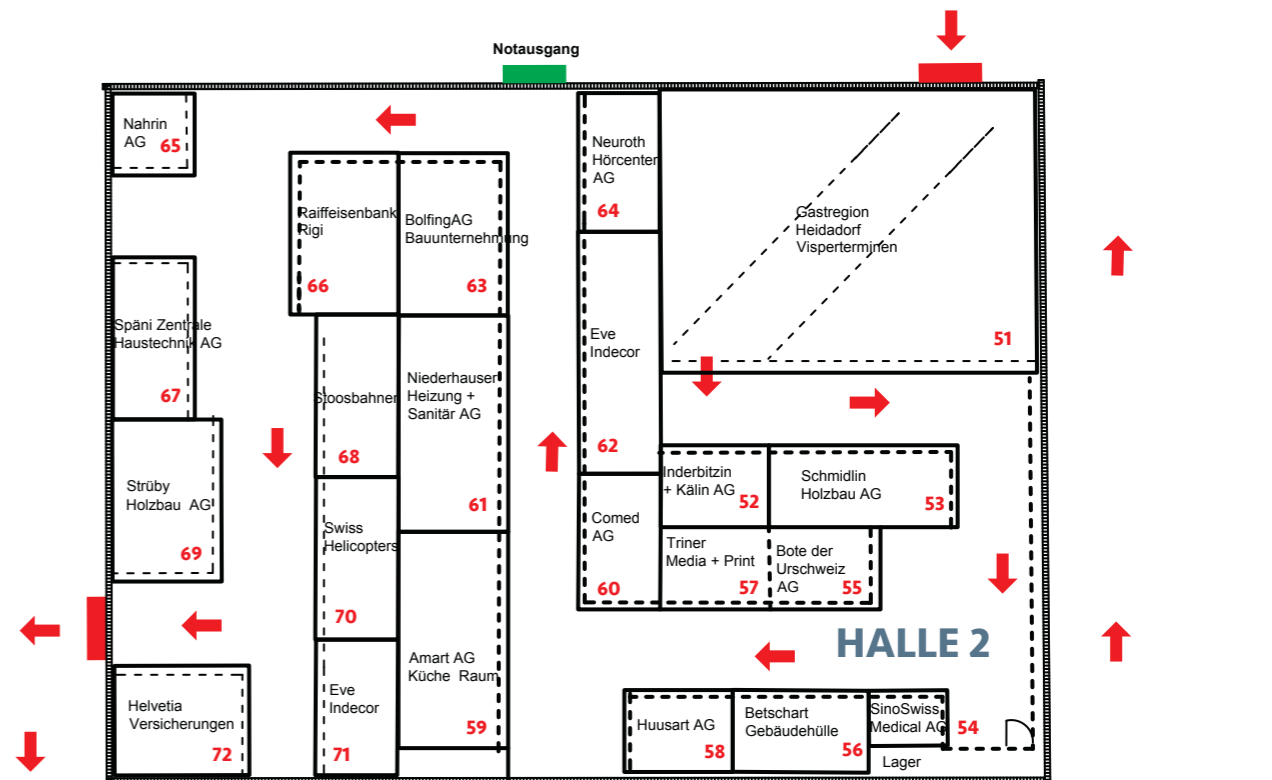 Notausgang
Nahrin
AG
65
Raiffeisenbank
Rigi
66
BolfingAG
Bauunternehmung
63
Neuroth
Hörcenter
AG
64
Gastregion
Heidadorf
Visperterminen
51
Späni Zentrale
Haustechnik AG
67
Stoosbahnen
68
Niederhauser
Heizung +
Sanitär AG
61
Eve
Indecor
62
Inderbitzin
+ Kälin AG
52
Schmidlin
Holzbau AG
53
Strüby
Holzbau AG
69
Swiss
Helicopters
70
Comed
AG
60
Triner
Media + Print
57
Bote der
Urschweiz
AG
55
HALLE 2
Amart AG
Küche Raum
59
Helvetia
Versicherungen
72
Eve
Indecor
71
Huusart AG
58
Betschart
Gebäudehülle
56
SinoSwiss
Medical AG
54
Lager